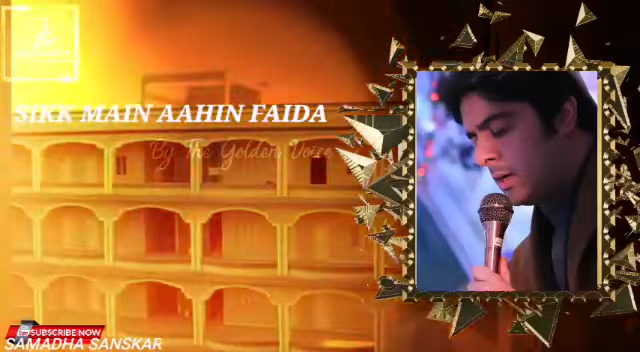 SIKK MAIN AAHIN FAIDA
By The Golden Voice
SUBSCRIBE NOW
SAMADHA SANSKAR